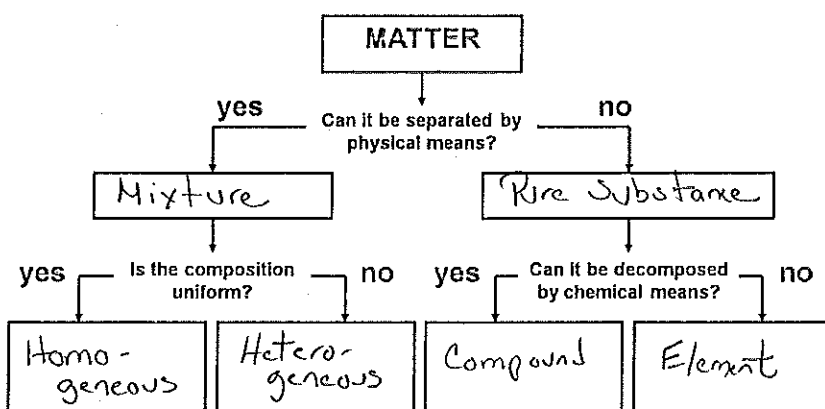 MATTER
yes
no
Can it be separated by
physical means?
Mixture
Pure Substance
yes
Is the composition
uniform?
no
yes
Can it be decomposed
by chemical means?
no
Homo-
geneous
Hetero-
geneous
Compound
Element